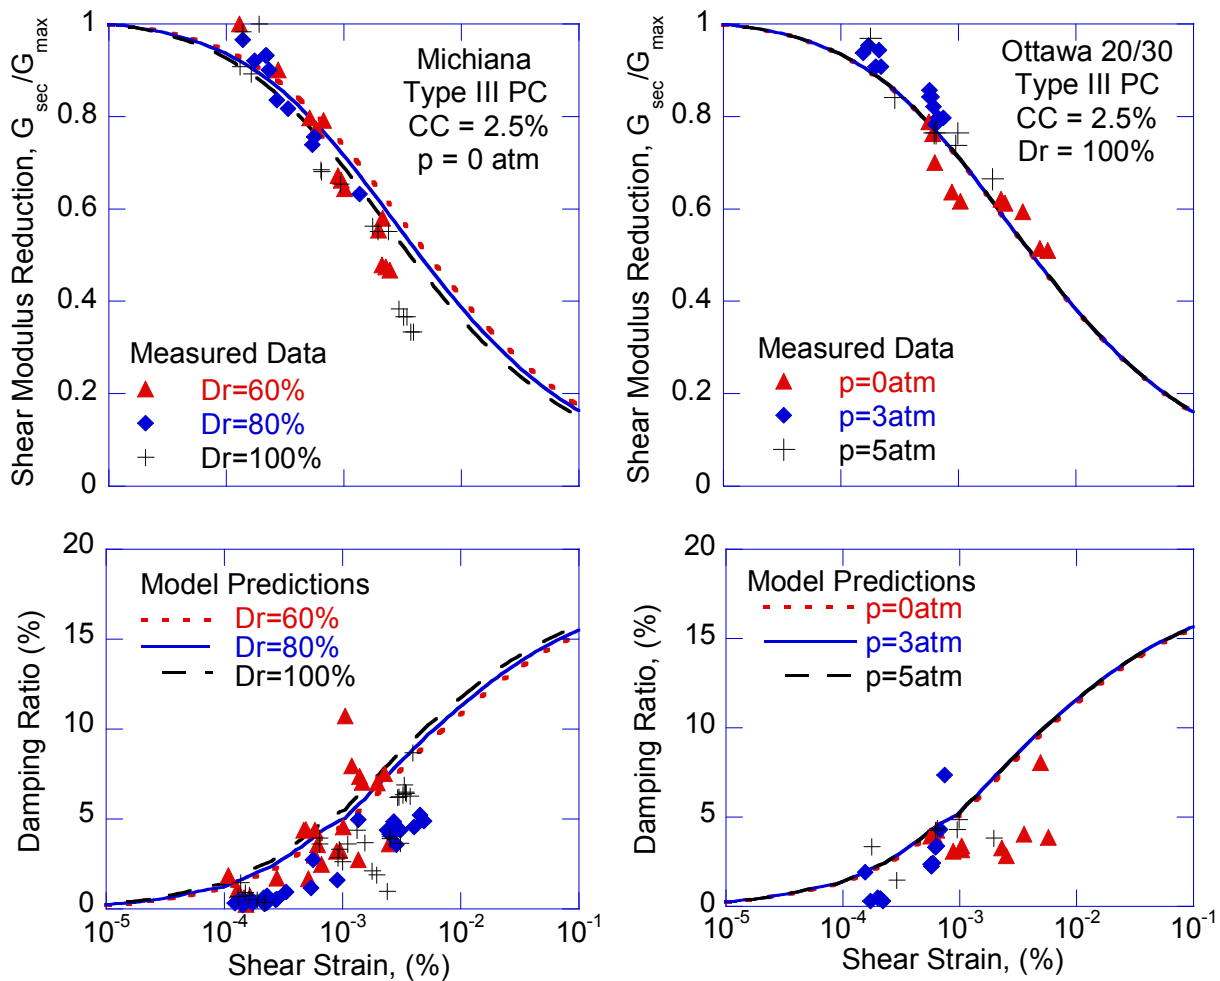 Shear Modulus Reduction, G sec/G max
1
0.8
0.6
0.4
0.2
0
Michiana
Type III PC
CC = 2.5%
p = 0 atm
Measured Data
Dr=60%
Dr=80%
Dr=100%
Shear Modulus Reduction, G sec/G max
1
0.8
0.6
0.4
0.2
0
Ottawa 20/30
Type III PC
CC = 2.5%
Dr = 100%
Measured Data
p=0atm
p=3atm
p=5atm
Damping Ratio (%)
20
15
10
5
0
Model Predictions
Dr=60%
Dr=80%
Dr=100%
10-5 10-4 10-3 10-2 10-1
Shear Strain, (%)
Damping Ratio, (%)
20
15
10
5
0
Model Predictions
p=0atm
p=3atm
p=5atm
10-5 10-4 10-3 10-2 10-1
Shear Strain, (%)